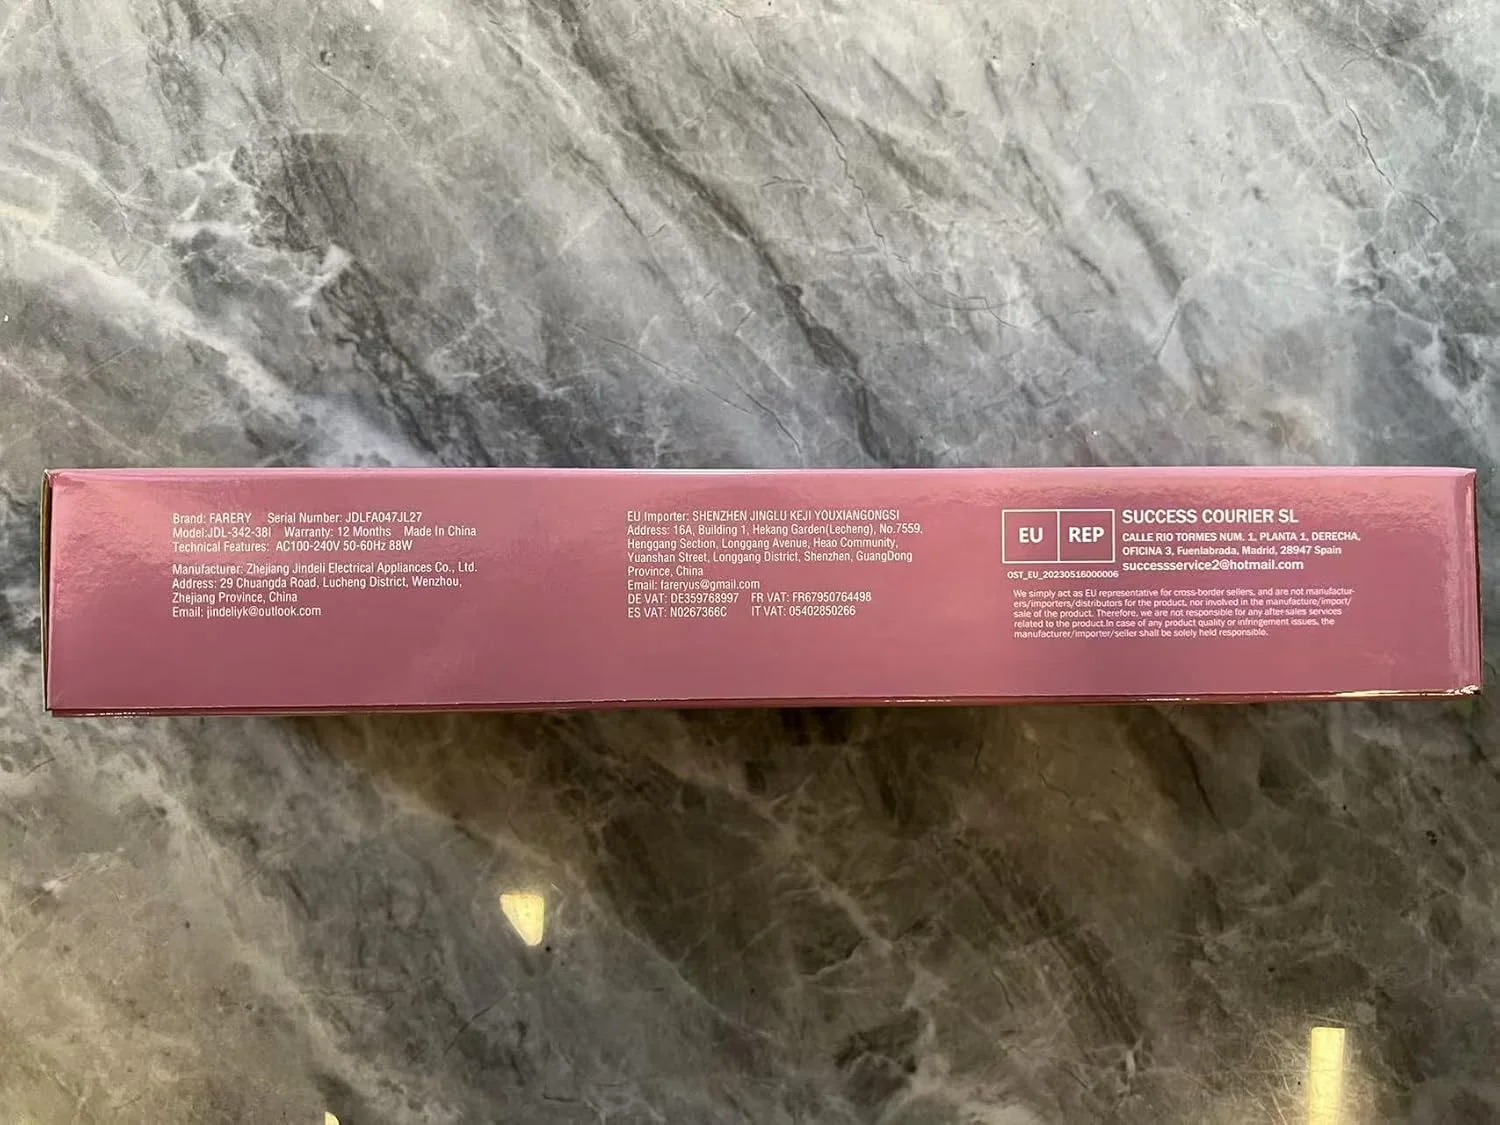 Brand: FARERY Serial Number: JDLFA047JL27
Model:JDL-342-38I Warranty: 12 Months Made In China
Technical Features: AC100-240V 50-60Hz 88W
Manufacturer: Zhejiang Jindeli Electrical Appliances Co., Ltd.
Address: 29 Chuangda Road, Lucheng District, Wenzhou,
Zhejiang Province, China
Email: jindeliyk@outlook.com
EU Importer: SHENZHEN JINGLU KEJI YOUXIANGONGSI
Address: 16A, Building 1, Hekang Garden(Lecheng), No.7559,
Henggang Section, Longgang Avenue, Heao Community,
Yuanshan Street, Longgang District, Shenzhen, GuangDong
Province, China
Email: fareryus@gmail.com
DE VAT: DE359768997 FR VAT: FR67950764498
ES VAT: N0267366C IT VAT: 05402850266
EU REP
OST_EU_20230516000006
SUCCESS COURIER SL
CALLE RIO TORMES NUM. 1, PLANTA 1, DERECHA,
OFICINA 3, Fuenlabrada, Madrid, 28947 Spain
successservice2@hotmail.com
We simply act as EU representative for cross-border sellers, and are not manufactur-
ers/importers/distributors for the product, nor involved in the manufacture/import/
sale of the product. Therefore, we are not responsible for any after-sales services
related to the product.In case of any product quality or infringement issues, the
manufacturer/importer/seller shall be solely held responsible.